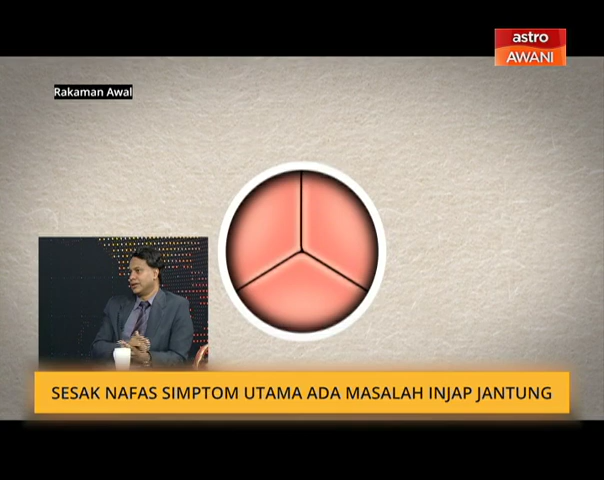 astro
AWANI
Rakaman Awal
SESAK NAFAS SIMPTOM UTAMA ADA MASALAH INJAP JANTUNG